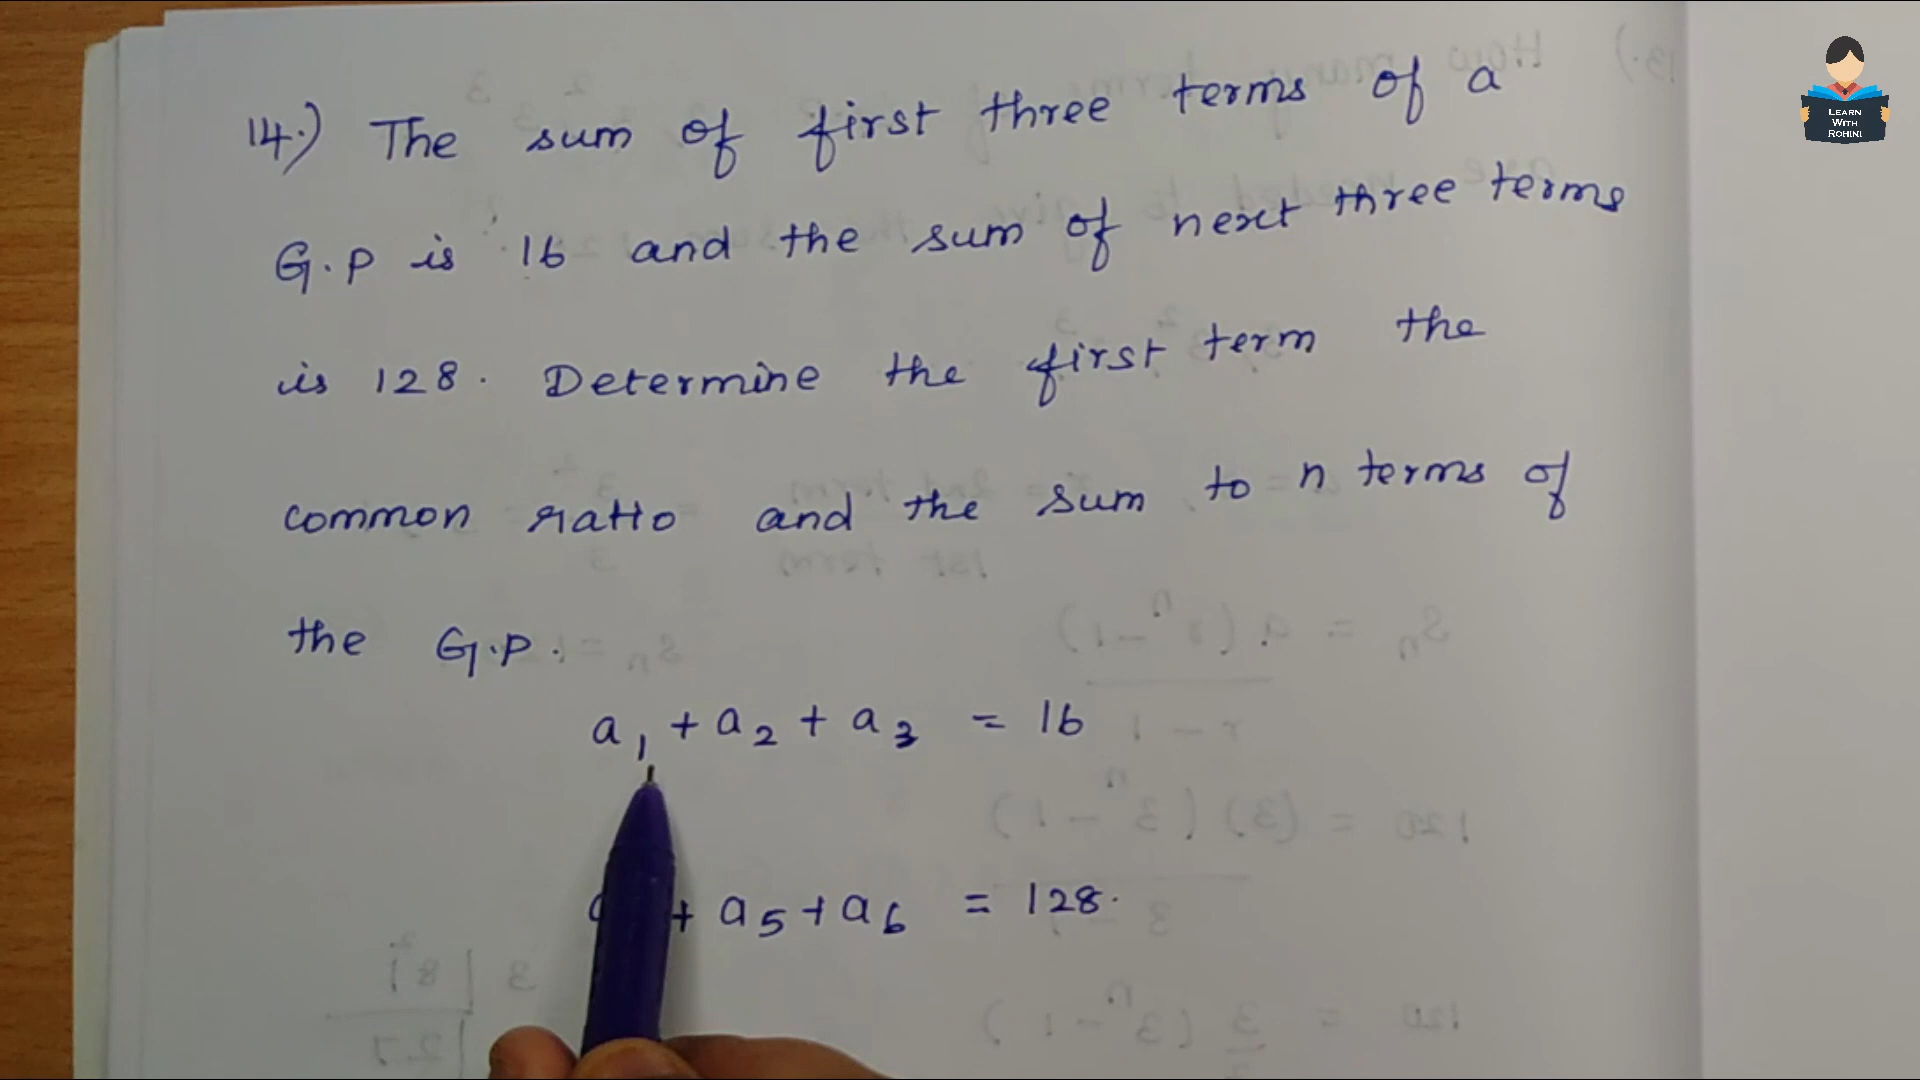 14.) The sum of first three terms of a
G.P is 16 and the sum of next three terms
is 128. Determine the first term the
common ratio and the sum to n terms of
the G.P.
a₁ + a₂ + a₃ = 16
+ a₅ + a₆ = 128.
LEARN
WITH
ROHINI